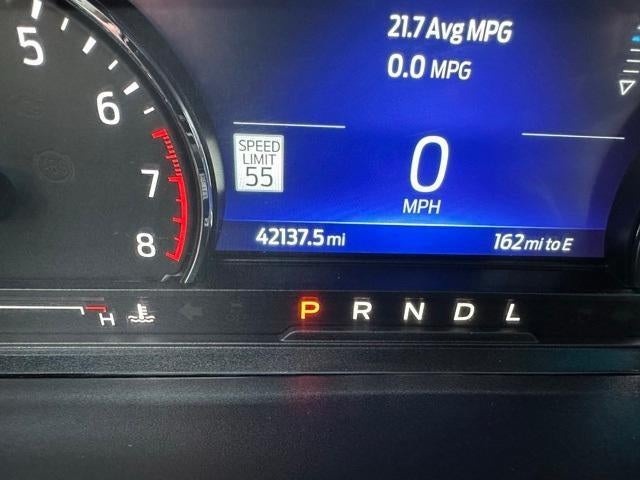 5
6
7
8
21.7 Avg MPG
0.0 MPG
SPEED
LIMIT
55
0
MPH
42137.5 mi
162 mi to E
H
P R N D L